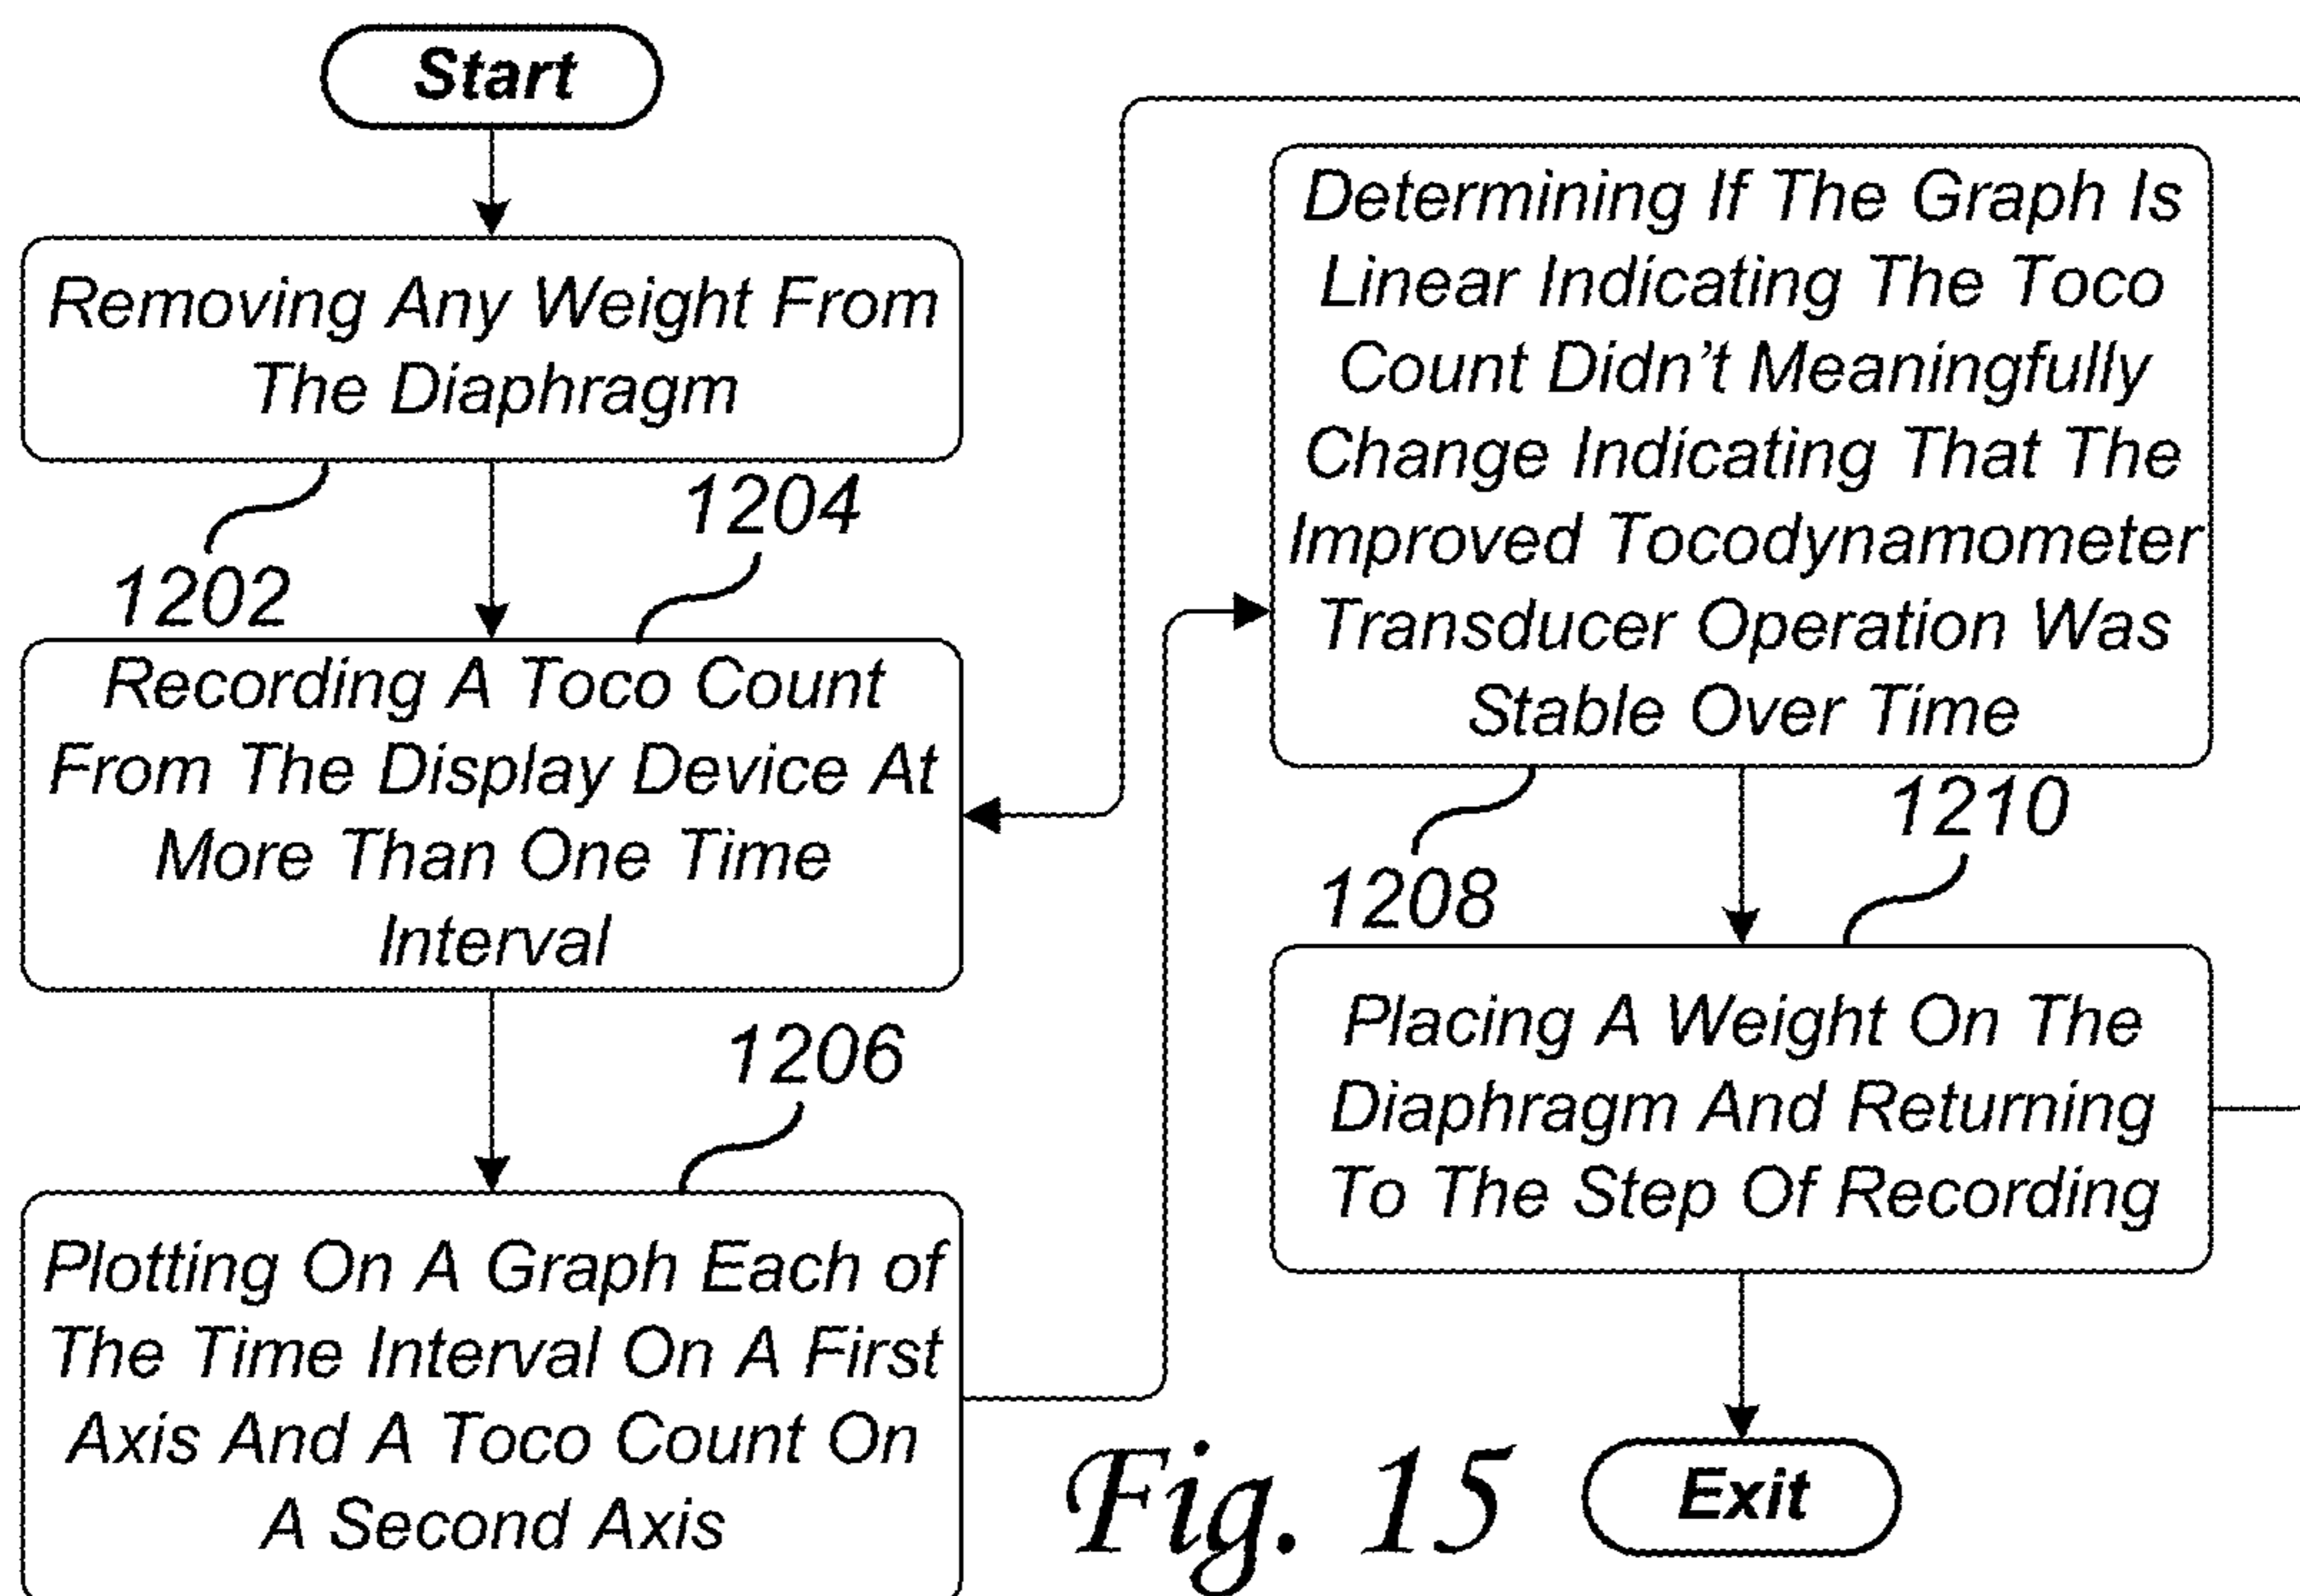 Start
Removing Any Weight From
The Diaphragm
1202
1204
Recording A Toco Count
From The Display Device At
More Than One Time
Interval
1206
Plotting On A Graph Each of
The Time Interval On A First
Axis And A Toco Count On
A Second Axis
Determining If The Graph Is
Linear Indicating The Toco
Count Didn't Meaningfully
Change Indicating That The
Improved Tocodynamometer
Transducer Operation Was
Stable Over Time
1208
1210
Placing A Weight On The
Diaphragm And Returning
To The Step Of Recording
Exit
Fig. 15